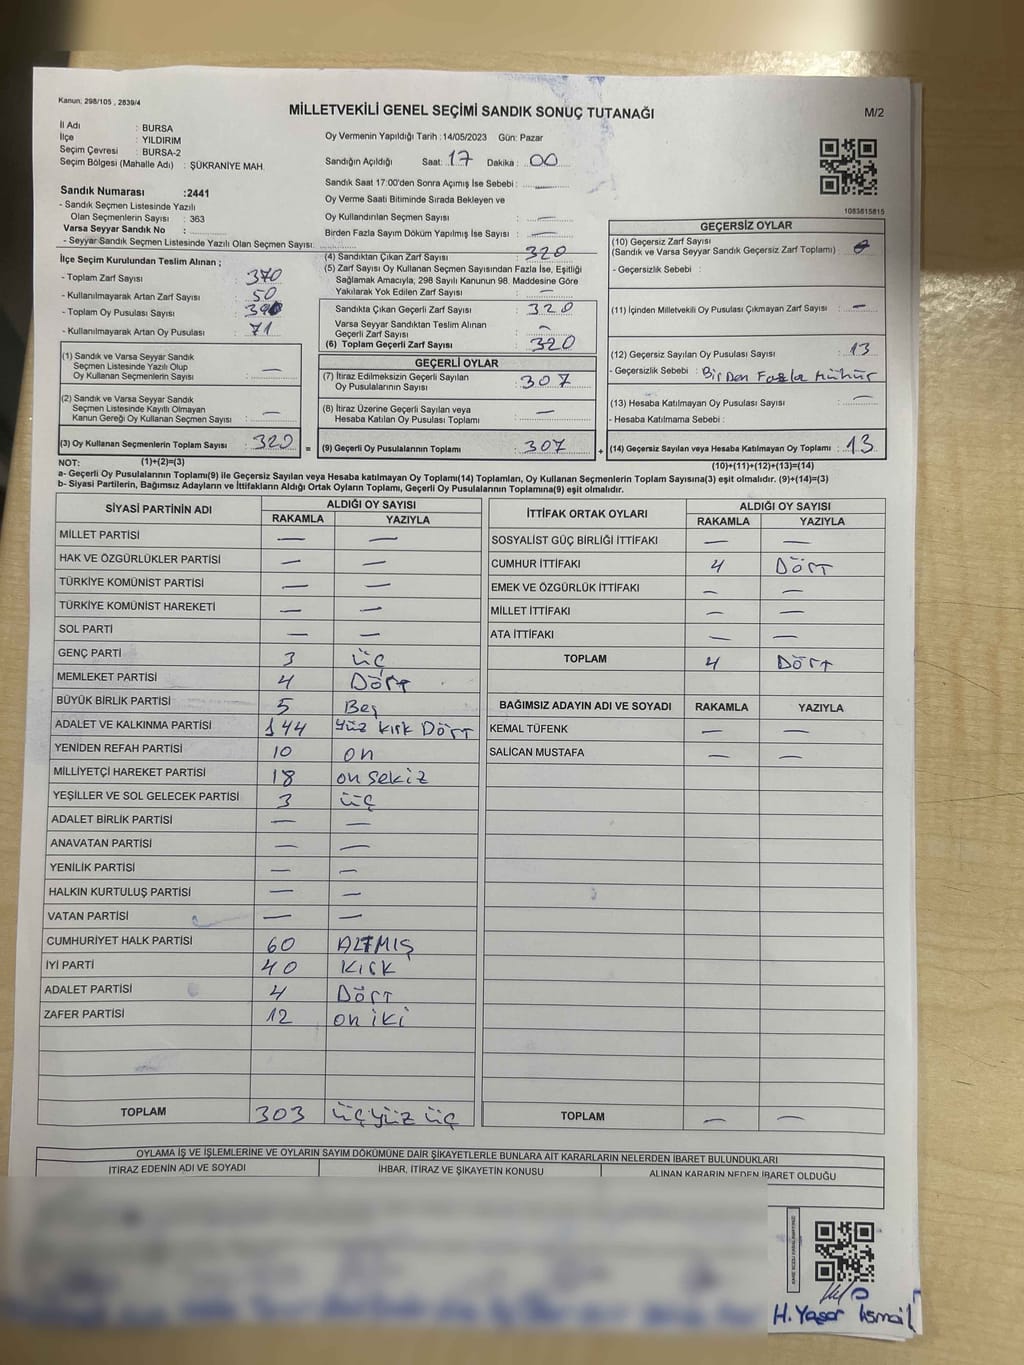 Kanun; 298/105 , 2839/4
MİLLETVEKİLİ GENEL SEÇİMİ SANDIK SONUÇ TUTANAĞI
M/2
İl Adı : BURSA
İlçe : YILDIRIM
Seçim Çevresi : BURSA-2
Seçim Bölgesi (Mahalle Adı) : ŞÜKRANİYE MAH.
Sandık Numarası :2441
- Sandık Seçmen Listesinde Yazılı
Olan Seçmenlerin Sayısı : 363
Varsa Seyyar Sandık No :
- Seyyar Sandık Seçmen Listesinde Yazılı Olan Seçmen Sayısı:
Oy Vermenin Yapıldığı Tarih :14/05/2023 Gün: Pazar
Sandığın Açıldığı Saat: 17 Dakika : 00
Sandık Saat 17:00'den Sonra Açımış İse Sebebi : —
Oy Verme Saati Bitiminde Sırada Bekleyen ve
Oy Kullandırılan Seçmen Sayısı : —
Birden Fazla Sayım Döküm Yapılmış İse Sayısı : —
1083815815
İlçe Seçim Kurulundan Teslim Alınan ;
- Toplam Zarf Sayısı : 370
- Kullanılmayarak Artan Zarf Sayısı : 50
- Toplam Oy Pusulası Sayısı :
- Kullanılmayarak Artan Oy Pusulası : 71
(1) Sandık ve Varsa Seyyar Sandık
Seçmen Listesinde Yazılı Olup
Oy Kullanan Seçmenlerin Sayısı : —
(2) Sandık ve Varsa Seyyar Sandık
Seçmen Listesinde Kayıtlı Olmayan
Kanun Gereği Oy Kullanan Seçmen Sayısı : —
(3) Oy Kullanan Seçmenlerin Toplam Sayısı : 320 =
(1)+(2)=(3)
(4) Sandıktan Çıkan Zarf Sayısı : 320
(5) Zarf Sayısı Oy Kullanan Seçmen Sayısından Fazla İse, Eşitliği
Sağlamak Amacıyla; 298 Sayılı Kanunun 98. Maddesine Göre
Yakılarak Yok Edilen Zarf Sayısı : —
Sandıkta Çıkan Geçerli Zarf Sayısı : 320
Varsa Seyyar Sandıktan Teslim Alınan
Geçerli Zarf Sayısı : —
(6) Toplam Geçerli Zarf Sayısı : 320
GEÇERLİ OYLAR
(7) İtiraz Edilmeksizin Geçerli Sayılan
Oy Pusulalarının Sayısı : 307
(8) İtiraz Üzerine Geçerli Sayılan veya
Hesaba Katılan Oy Pusulası Toplamı : —
(9) Geçerli Oy Pusulalarının Toplamı : 307 +
GEÇERSİZ OYLAR
(10) Geçersiz Zarf Sayısı
(Sandık ve Varsa Seyyar Sandık Geçersiz Zarf Toplamı) :
- Geçersizlik Sebebi :
(11) İçinden Milletvekili Oy Pusulası Çıkmayan Zarf Sayısı : —
(12) Geçersiz Sayılan Oy Pusulası Sayısı : 13
- Geçersizlik Sebebi : Birden Fazla Mühür
(13) Hesaba Katılmayan Oy Pusulası Sayısı : —
- Hesaba Katılmama Sebebi :
(14) Geçersiz Sayılan veya Hesaba Katılmayan Oy Toplamı : 13
(10)+(11)+(12)+(13)=(14)
NOT:
a- Geçerli Oy Pusulalarının Toplamı(9) ile Geçersiz Sayılan veya Hesaba katılmayan Oy Toplamı(14) Toplamları, Oy Kullanan Seçmenlerin Toplam Sayısına(3) eşit olmalıdır. (9)+(14)=(3)
b- Siyasi Partilerin, Bağımsız Adayların ve İttifakların Aldığı Ortak Oyların Toplamı, Geçerli Oy Pusulalarının Toplamına(9) eşit olmalıdır.
SİYASİ PARTİNİN ADI ALDIĞI OY SAYISI
RAKAMLA YAZIYLA
MİLLET PARTİSİ — —
HAK VE ÖZGÜRLÜKLER PARTİSİ — —
TÜRKİYE KOMÜNİST PARTİSİ — —
TÜRKİYE KOMÜNİST HAREKETİ — —
SOL PARTİ — —
GENÇ PARTİ 3 üç
MEMLEKET PARTİSİ 4 Dört
BÜYÜK BİRLİK PARTİSİ 5 Beş
ADALET VE KALKINMA PARTİSİ 144 yüz kırk Dört
YENİDEN REFAH PARTİSİ 10 on
MİLLİYETÇİ HAREKET PARTİSİ 18 on sekiz
YEŞİLLER VE SOL GELECEK PARTİSİ 3 üç
ADALET BİRLİK PARTİSİ — —
ANAVATAN PARTİSİ — —
YENİLİK PARTİSİ — —
HALKIN KURTULUŞ PARTİSİ — —
VATAN PARTİSİ — —
CUMHURİYET HALK PARTİSİ 60 ALTMIŞ
İYİ PARTİ 40 Kırk
ADALET PARTİSİ 4 Dört
ZAFER PARTİSİ 12 on iki
TOPLAM 303 üçyüz üç
İTTİFAK ORTAK OYLARI ALDIĞI OY SAYISI
RAKAMLA YAZIYLA
SOSYALİST GÜÇ BİRLİĞİ İTTİFAKI — —
CUMHUR İTTİFAKI 4 Dört
EMEK VE ÖZGÜRLÜK İTTİFAKI — —
MİLLET İTTİFAKI — —
ATA İTTİFAKI — —
TOPLAM 4 Dört
BAĞIMSIZ ADAYIN ADI VE SOYADI RAKAMLA YAZIYLA
KEMAL TÜFENK — —
SALİCAN MUSTAFA — —
TOPLAM — —
OYLAMA İŞ VE İŞLEMLERİNE VE OYLARIN SAYIM DÖKÜMÜNE DAİR ŞİKAYETLERLE BUNLARA AİT KARARLARIN NELERDEN İBARET BULUNDUKLARI
İTİRAZ EDENİN ADI VE SOYADI İHBAR, İTİRAZ VE ŞİKAYETİN KONUSU ALINAN KARARIN NEDEN İBARET OLDUĞU
H. Yaşar İsmail